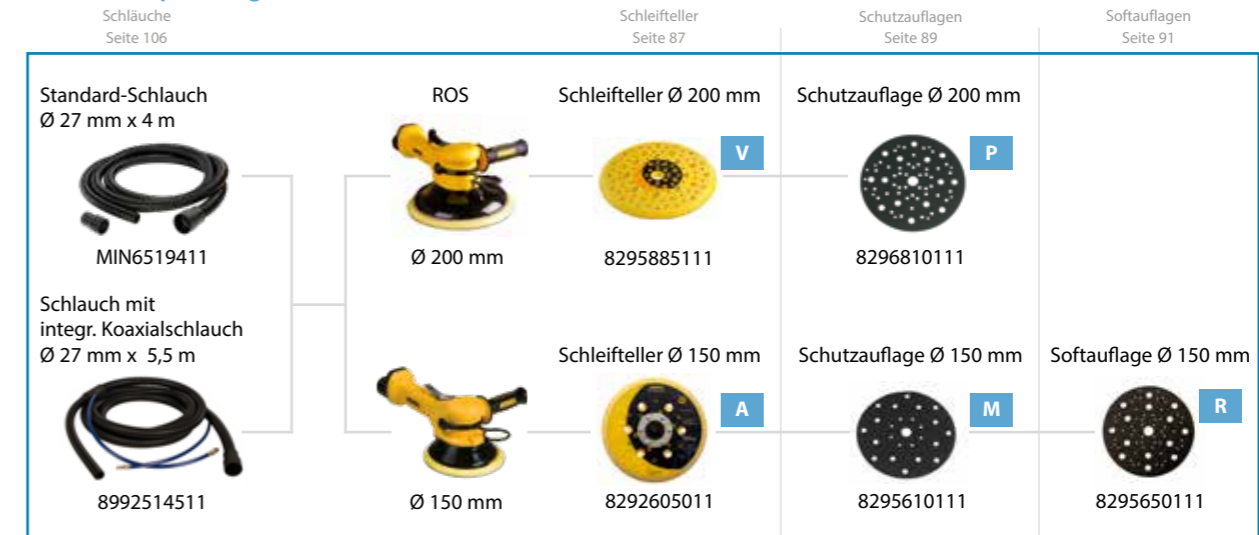 Schläuche
Seite 106
Schleifteller
Seite 87
Schutzauflagen
Seite 89
Softauflagen
Seite 91
Standard-Schlauch
Ø 27 mm x 4 m
MIN6519411
ROS
Ø 200 mm
Schleifteller Ø 200 mm
V
8295885111
Schutzauflage Ø 200 mm
P
8296810111
Schlauch mit
integr. Koaxialschlauch
Ø 27 mm x 5,5 m
8992514511
Ø 150 mm
Schleifteller Ø 150 mm
A
8292605011
Schutzauflage Ø 150 mm
M
8295610111
Softauflage Ø 150 mm
R
8295650111